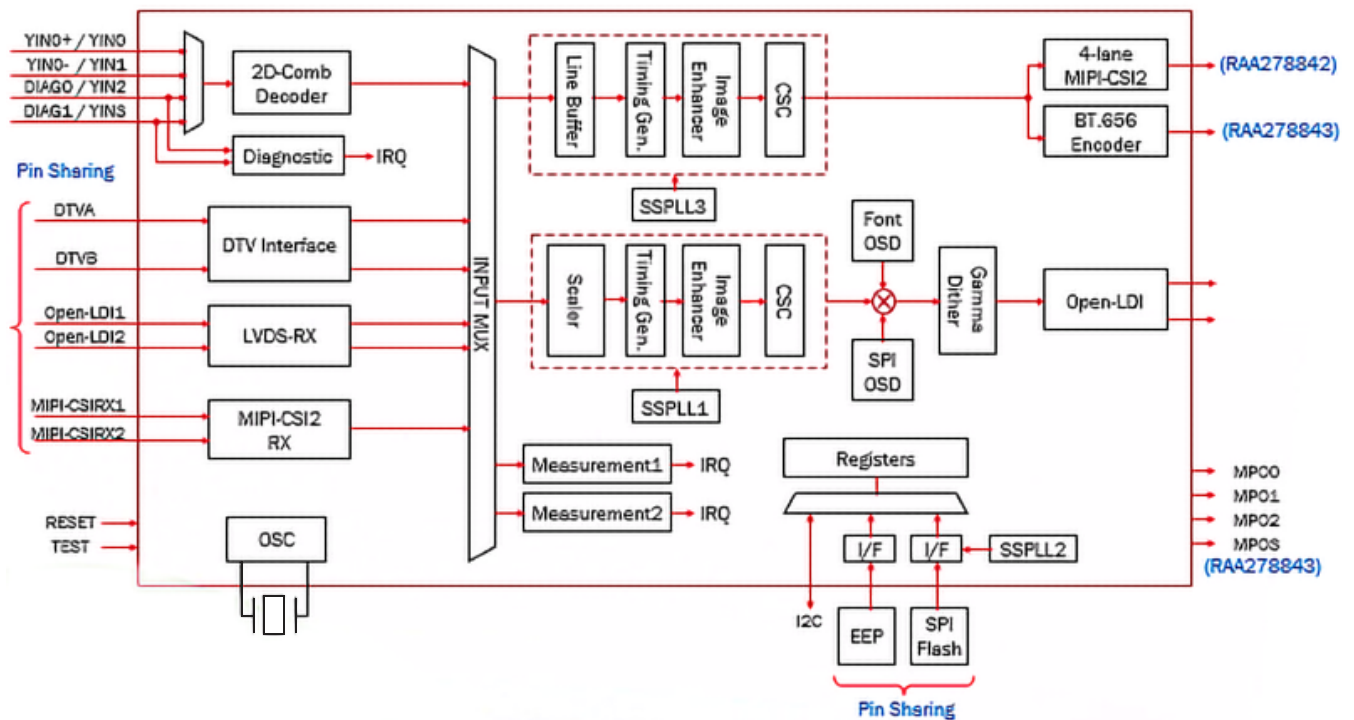 YIN0+ / YIN0
YIN0- / YIN1
DIAG0 / YIN2
DIAG1 / YINS
Pin Sharing
2D-Comb
Decoder
Diagnostic
IRQ
DTVA
DTVB
DTV Interface
Open-LDI1
Open-LDI2
LVDS-RX
MIPI-CSIRX1
MIPI-CSIRX2
MIPI-CSI2
RX
RESET
TEST
OSC
INPUT MUX
Line Buffer
Timing Gen.
Image
Enhancer
CSC
SSPLL3
4-lane
MIPI-CSI2
(RAA278842)
BT.656
Encoder
(RAA278843)
Scaler
Timing Gen.
Image
Enhancer
CSC
SSPLL1
Font
OSD
SPI
OSD
Gamma
Dither
Open-LDI
Measurement1
IRQ
Measurement2
IRQ
Registers
I/F
I/F
SSPLL2
I2C
EEP
SPI
Flash
Pin Sharing
MPO0
MPO1
MPO2
MPOS
(RAA278843)